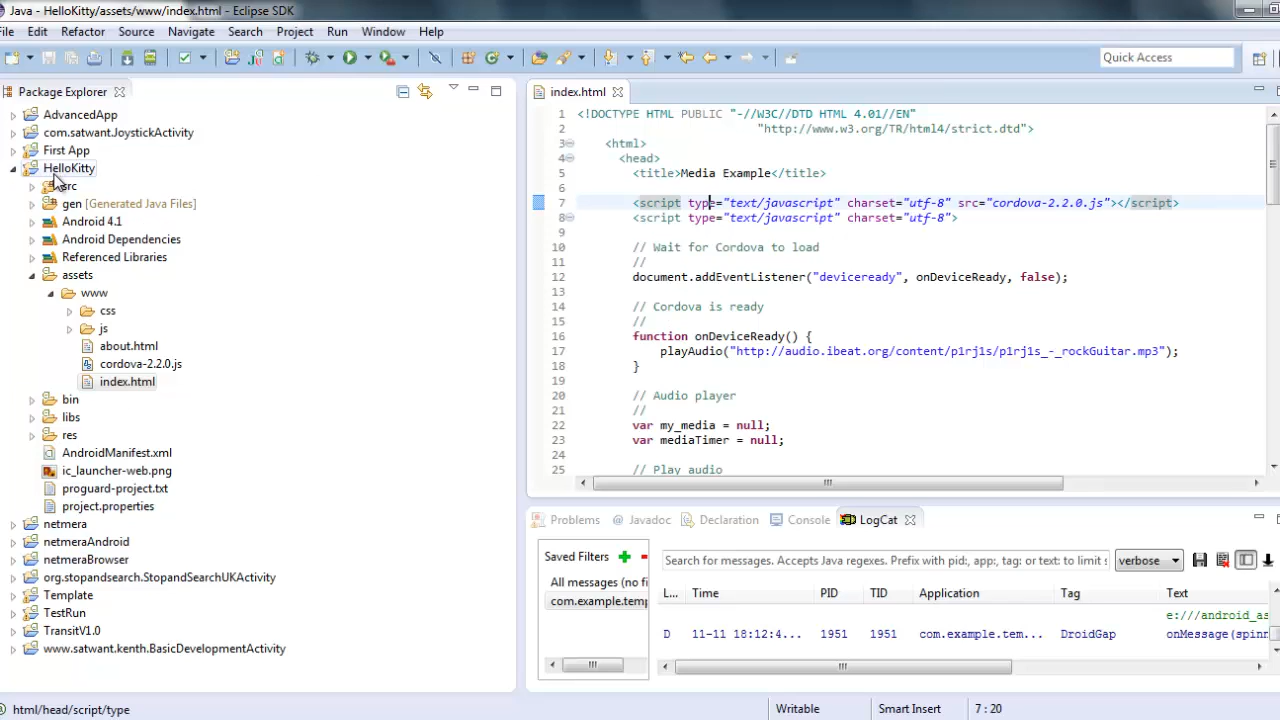 Java - HelloKitty/assets/www/index.html - Eclipse SDK
File Edit Refactor Source Navigate Search Project Run Window Help
Quick Access
Package Explorer
AdvancedApp
com.satwant.JoystickActivity
First App
HelloKitty
src
gen [Generated Java Files]
Android 4.1
Android Dependencies
Referenced Libraries
assets
www
css
js
about.html
cordova-2.2.0.js
index.html
bin
libs
res
AndroidManifest.xml
ic_launcher-web.png
proguard-project.txt
project.properties
netmera
netmeraAndroid
netmeraBrowser
org.stopandsearch.StopandSearchUKActivity
Template
TestRun
TransitV1.0
www.satwant.kenth.BasicDevelopmentActivity
index.html
1 <!DOCTYPE HTML PUBLIC "-//W3C//DTD HTML 4.01//EN"
2 "http://www.w3.org/TR/html4/strict.dtd">
3 <html>
4 <head>
5 <title>Media Example</title>
6
7 <script type="text/javascript" charset="utf-8" src="cordova-2.2.0.js"></script>
8 <script type="text/javascript" charset="utf-8">
9
10 // Wait for Cordova to load
11 //
12 document.addEventListener("deviceready", onDeviceReady, false);
13
14 // Cordova is ready
15 //
16 function onDeviceReady() {
17 playAudio("http://audio.ibeat.org/content/p1rj1s/p1rj1s_-_rockGuitar.mp3");
18 }
19
20 // Audio player
21 //
22 var my_media = null;
23 var mediaTimer = null;
24
25 // Play audio
Problems Javadoc Declaration Console LogCat
Saved Filters
All messages (no fi
com.example.temp
Search for messages. Accepts Java regexes. Prefix with pid:, app:, tag: or text: to limit s
verbose
L... Time PID TID Application Tag Text
e:///android_as
D 11-11 18:12:4... 1951 1951 com.example.tem... DroidGap onMessage(spinn
html/head/script/type Writable Smart Insert 7 : 20